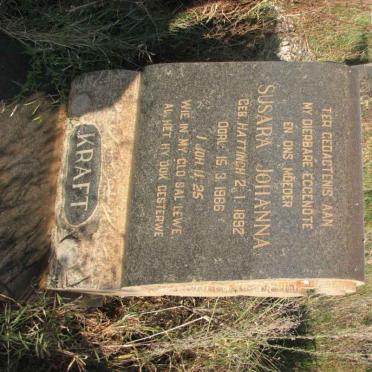 TER GEDAGTENIS AAN
MY DIERBARE EGGENOTE
EN ONS MOEDER
SUSARA JOHANNA
GEB. HATTINGH 2.1.1892
OORL. 15.3.1966
1 JOH. 11.25
WIE IN MY GLO SAL LEWE,
AL HET HY OOK GESTERWE
KRAFT